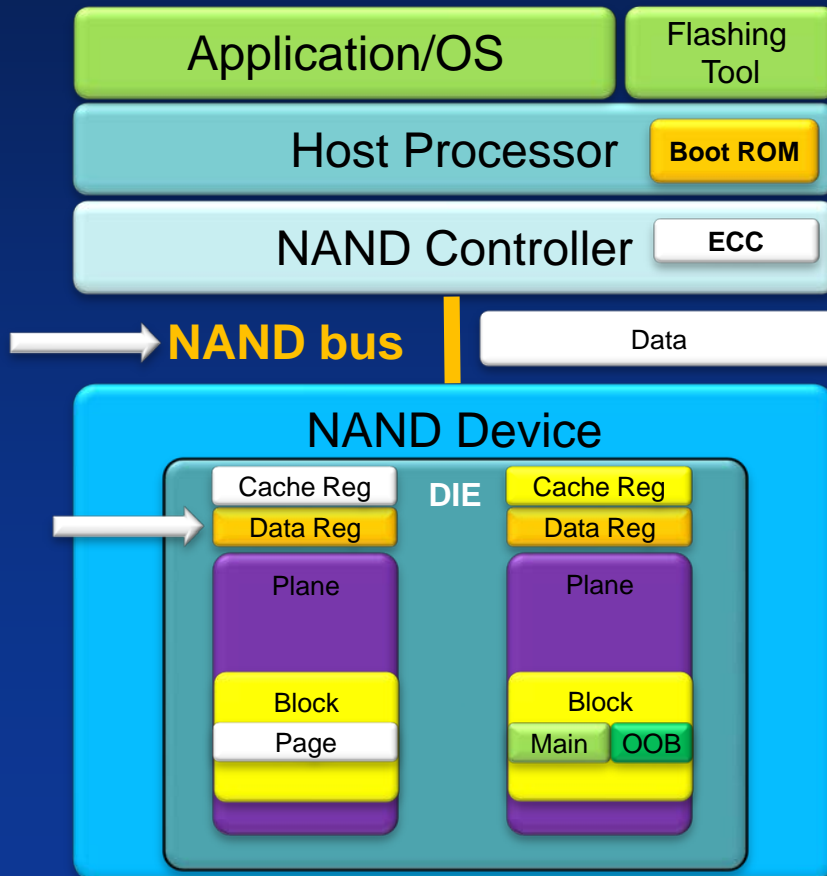 Application/OS
Flashing
Tool
Host Processor
Boot ROM
NAND Controller
ECC
NAND bus
Data
NAND Device
Cache Reg
DIE
Cache Reg
Data Reg
Data Reg
Plane
Plane
Block
Block
Page
Main
OOB